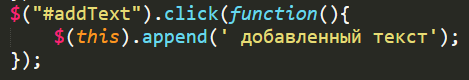 $("#addText").click(function(){
    $(this).append(' добавленный текст');
});